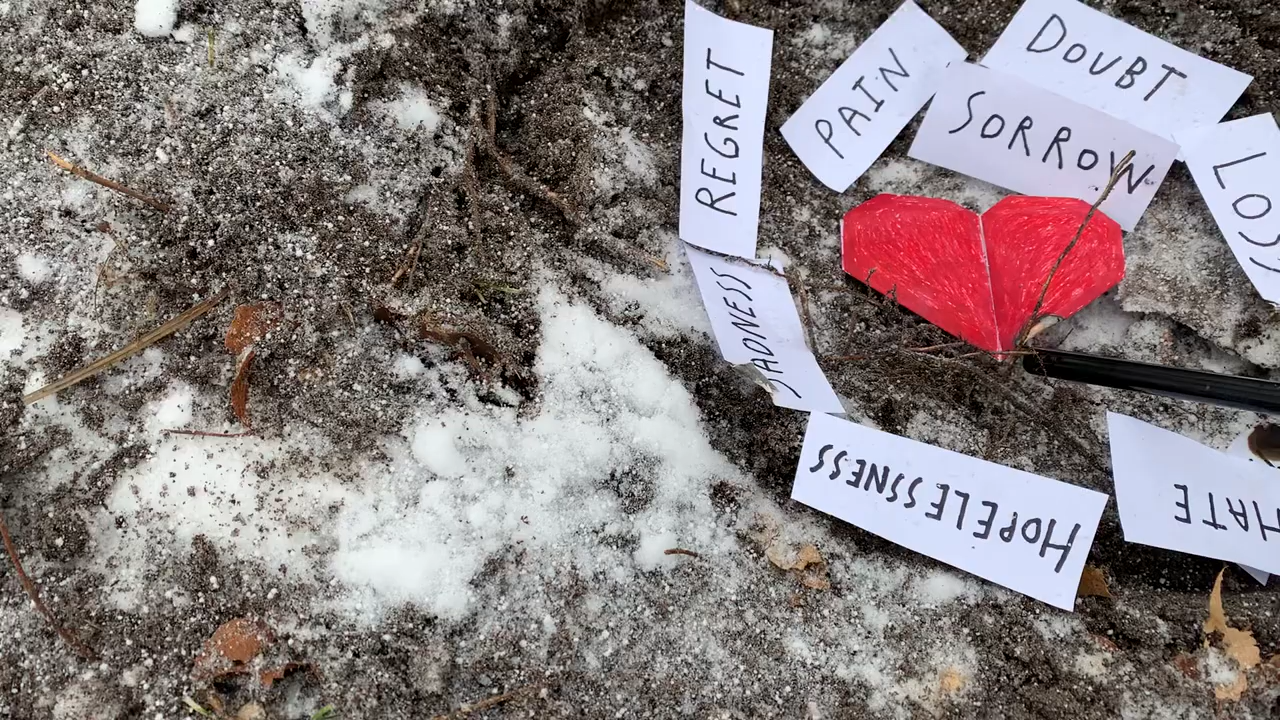 REGRET
PAIN
DOUBT
SORROW
LOSS
SADNESS
HOPELESSNESS
HATE